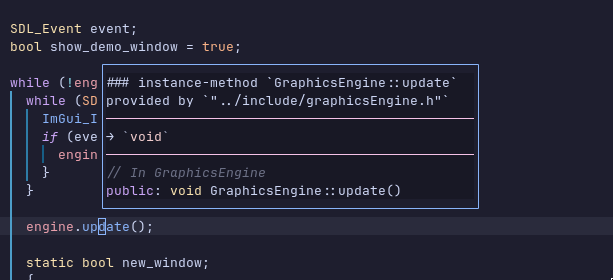 SDL_Event event;
bool show_demo_window = true;
while (!eng
while (SD
ImGui_I
if (eve
engin
}
}
### instance-method `GraphicsEngine::update`
provided by `"../include/graphicsEngine.h"`
→ `void`
// In GraphicsEngine
public: void GraphicsEngine::update()
engine.update();
static bool new_window;
{